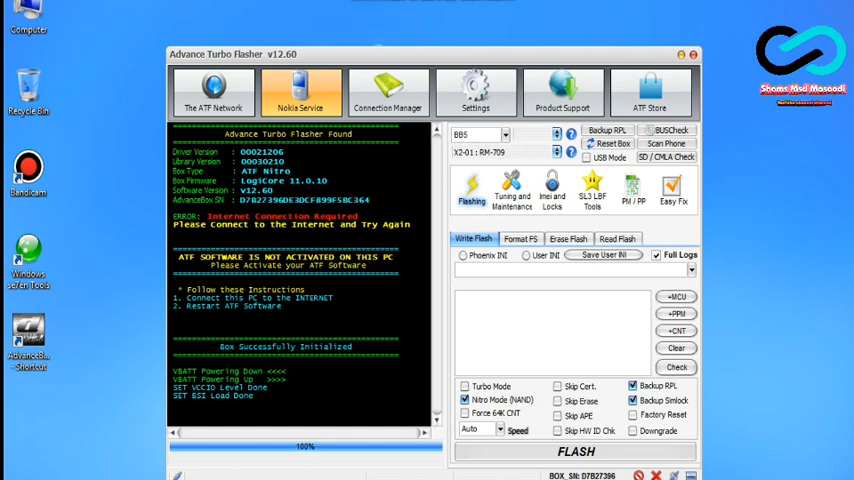 Computer
Recycle Bin
Bandicam
Windows
se7en Tools
AdvanceB...
- Shortcut
Advance Turbo Flasher v12.60
The ATF Network
Nokia Service
Connection Manager
Settings
Product Support
ATF Store
Advance Turbo Flasher Found
Driver Version : 00021206
Library Version : 00030210
Box Type : ATF Nitro
Box Firmware : LogiCore 11.0.10
Software Version : v12.60
AdvanceBox SN : D7B27396DE3DCF899F5BC364
ERROR: Internet Connection Required
Please Connect to the Internet and Try Again
ATF SOFTWARE IS NOT ACTIVATED ON THIS PC
Please Activate your ATF Software
* Follow these Instructions
1. Connect this PC to the INTERNET
2. Restart ATF Software
Box Successfully Initialized
VBATT Powering Down <<<<
VBATT Powering Up >>>>
SET VCCIO Level Done
SET BSI Load Done
100%
BB5
X2-01 : RM-709
Backup RPL
BUSCheck
Reset Box
Scan Phone
USB Mode
SD / CMLA Check
Flashing
Tuning and
Maintenance
Imei and
Locks
SL3 LBF
Tools
PM / PP
Easy Fix
Write Flash
Format FS
Erase Flash
Read Flash
Phoenix INI
User INI
Save User INI
Full Logs
+MCU
+PPM
+CNT
Clear
Check
Turbo Mode
Skip Cert.
Backup RPL
Nitro Mode (NAND)
Skip Erase
Backup Simlock
Force 64K CNT
Skip APE
Factory Reset
Auto
Speed
Skip HW ID Chk
Downgrade
FLASH
BOX_SN: D7B27396
Shams Msd Masoodi